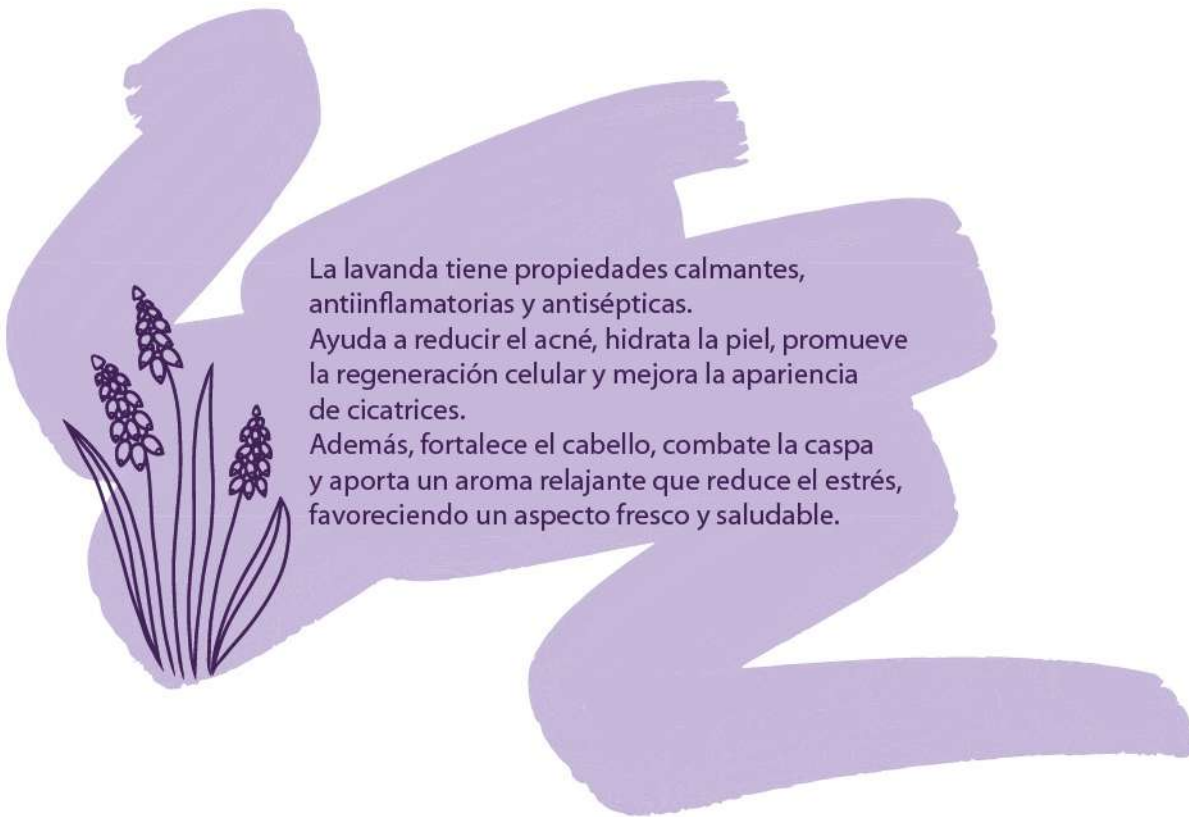 La lavanda tiene propiedades calmantes,
antiinflamatorias y antisépticas.
Ayuda a reducir el acné, hidrata la piel, promueve
la regeneración celular y mejora la apariencia
de cicatrices.
Además, fortalece el cabello, combate la caspa
y aporta un aroma relajante que reduce el estrés,
favoreciendo un aspecto fresco y saludable.